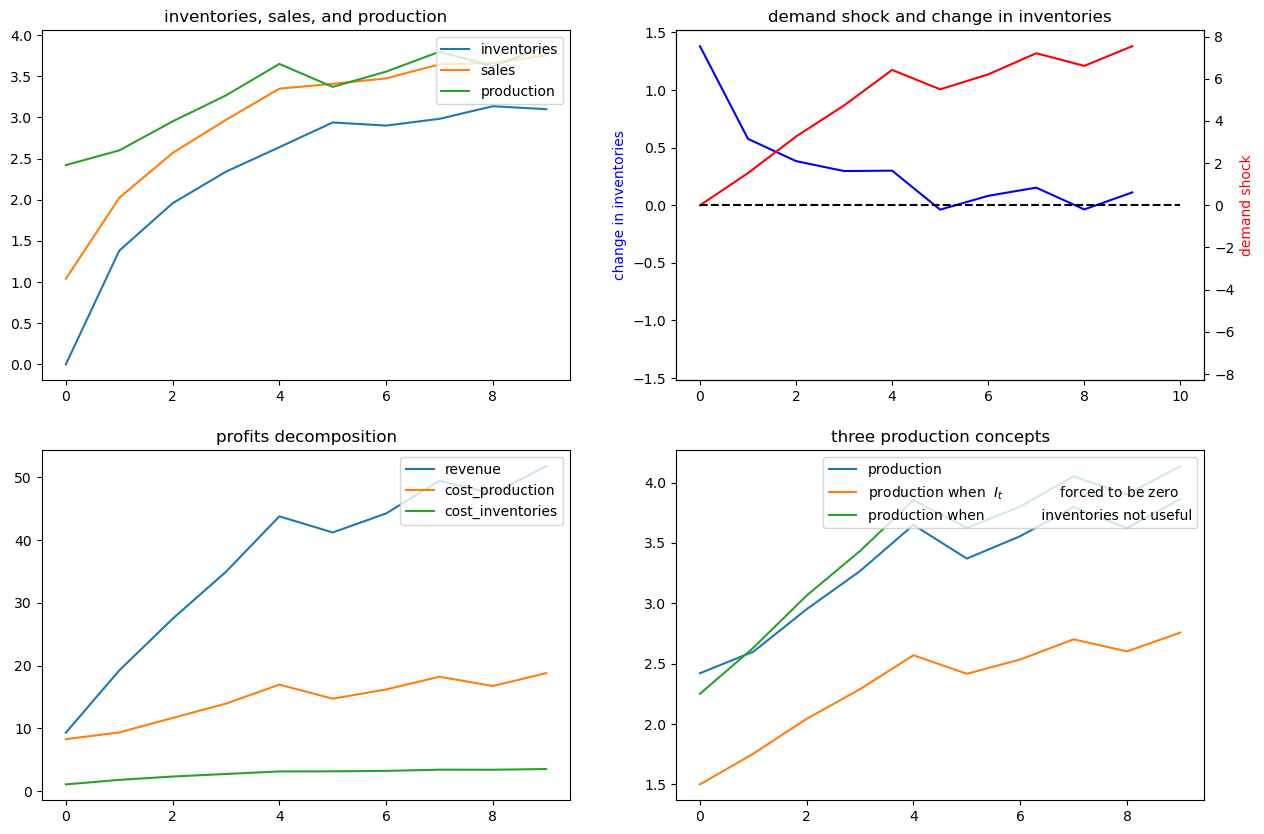 inventories, sales, and production
4.0
3.5
3.0
2.5
2.0
1.5
1.0
0.5
0.0
0 2 4 6 8
inventories
sales
production
demand shock and change in inventories
change in inventories
1.5
1.0
0.5
0.0
−0.5
−1.0
−1.5
0 2 4 6 8 10
8
6
4
2
0
−2
−4
−6
−8
demand shock
profits decomposition
50
40
30
20
10
0
0 2 4 6 8
revenue
cost_production
cost_inventories
three production concepts
4.0
3.5
3.0
2.5
2.0
1.5
0 2 4 6 8
production
production when I_t forced to be zero
production when inventories not useful